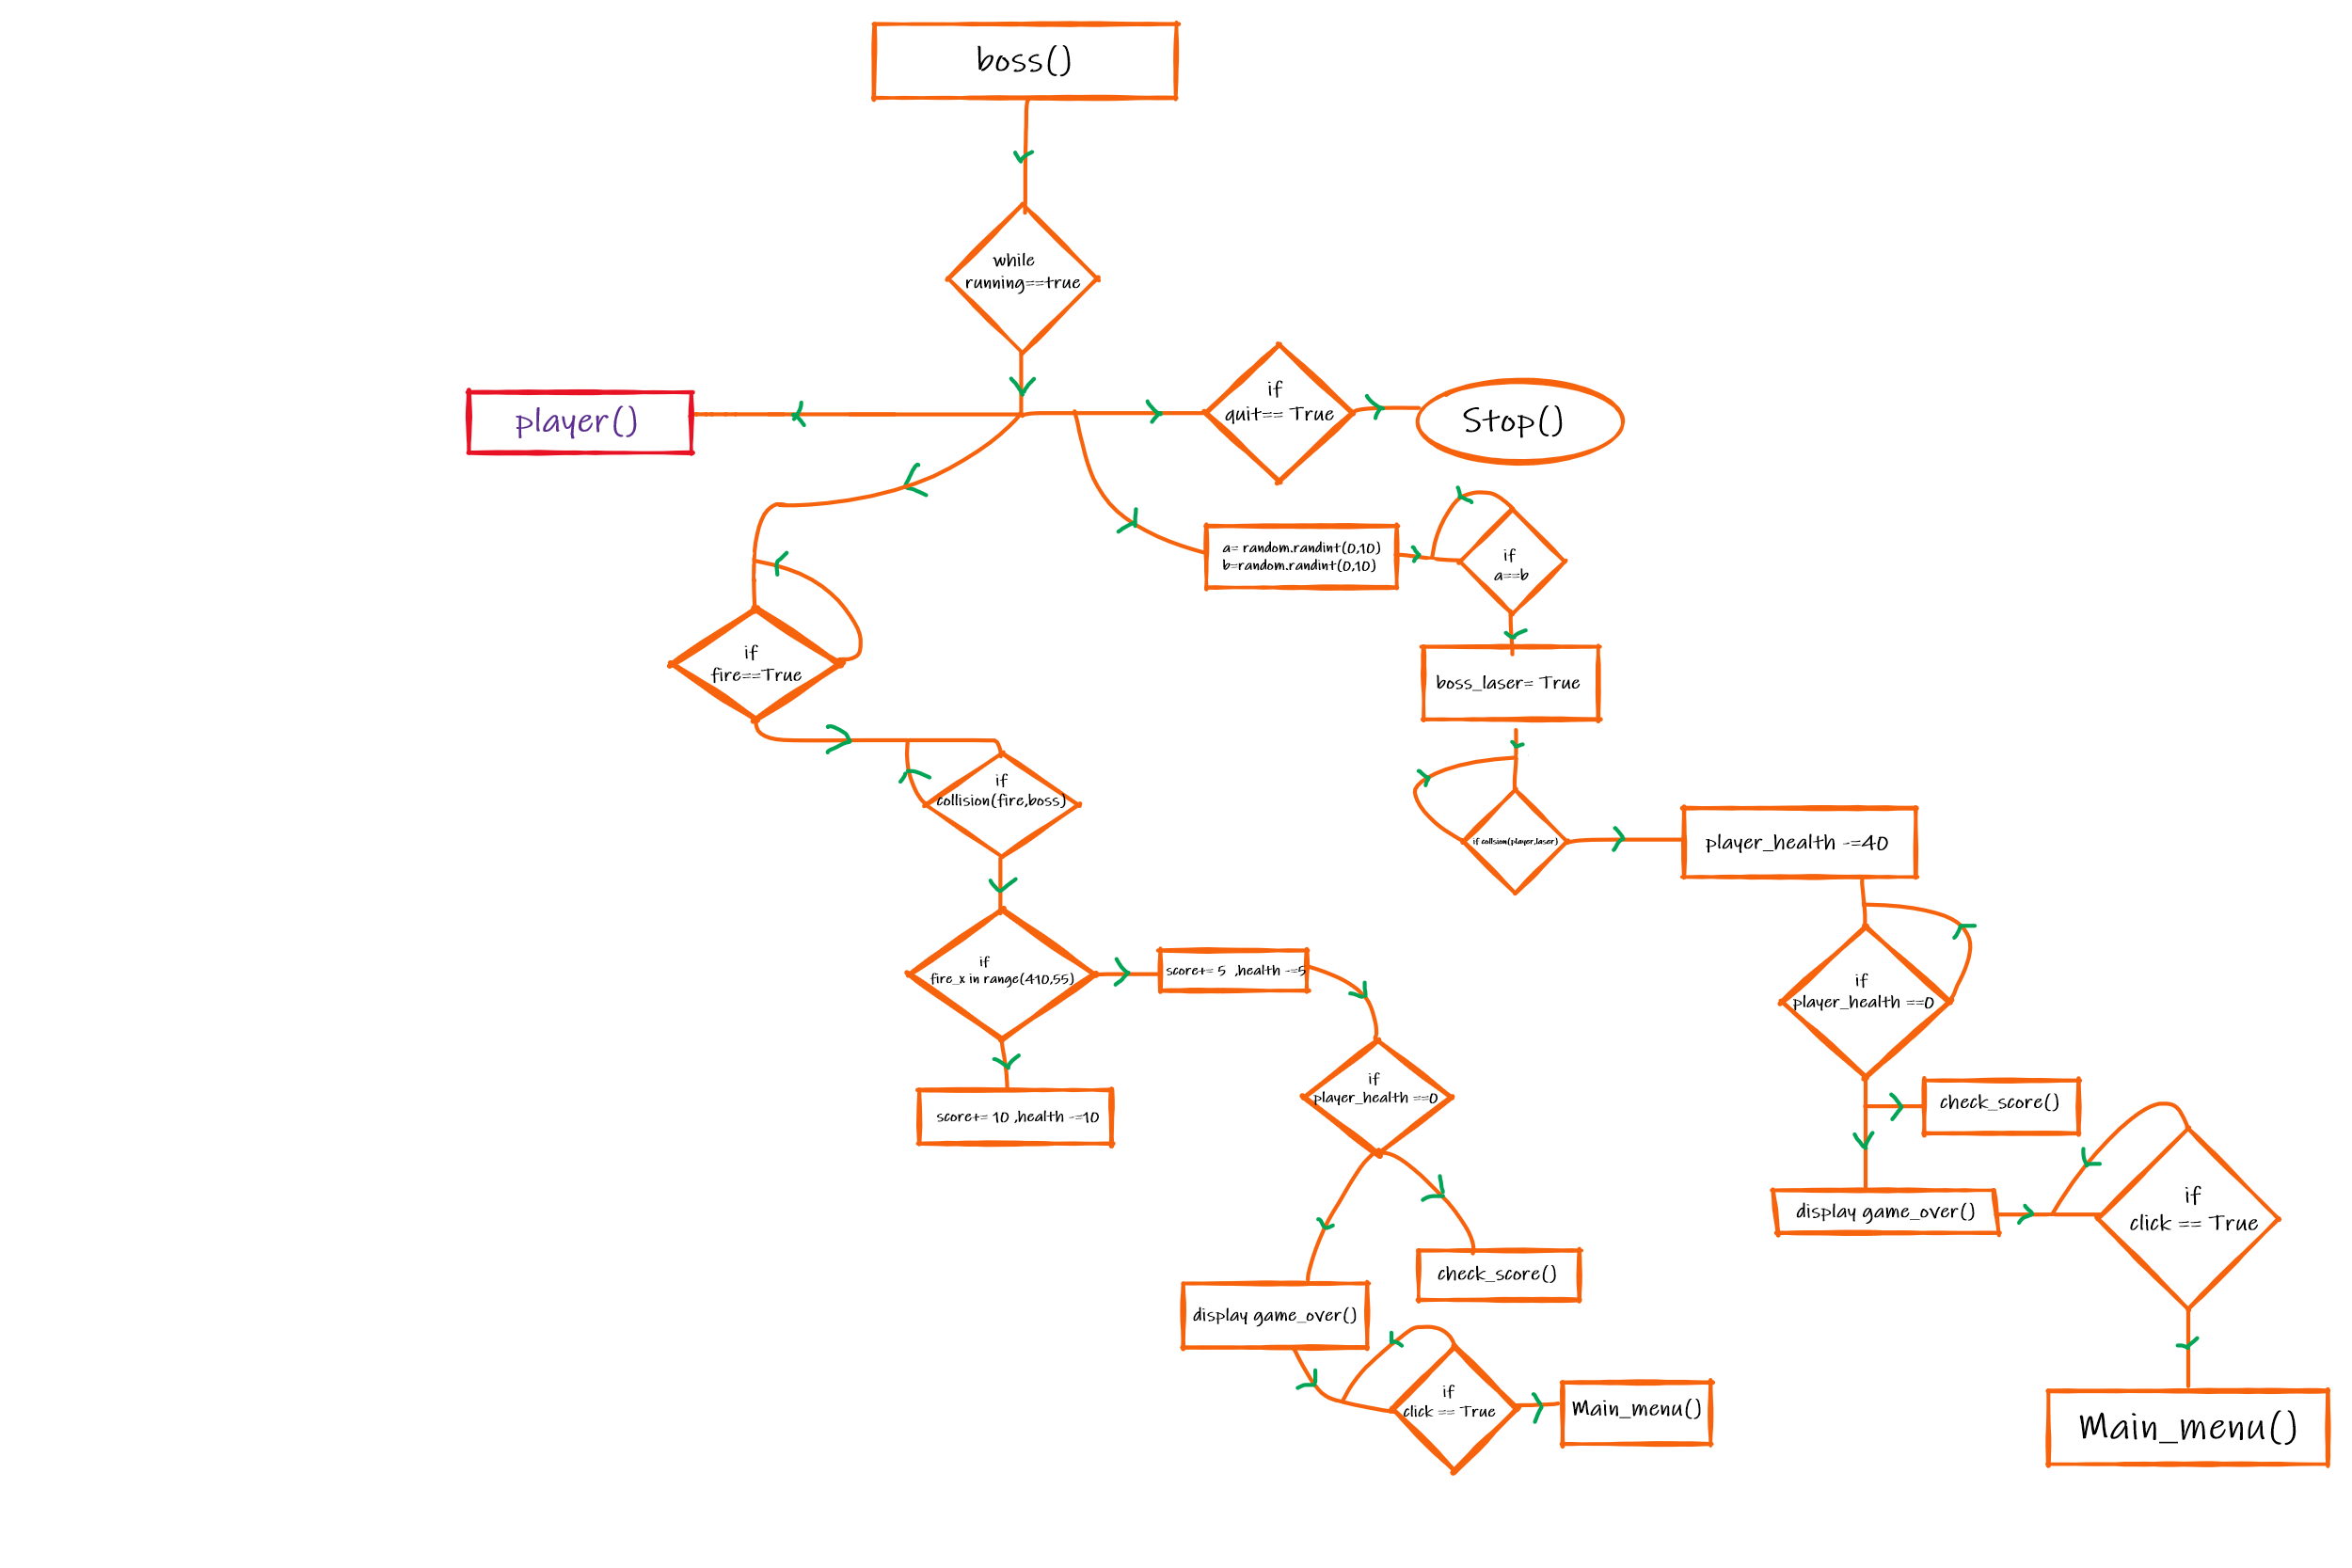 boss()
while
running==true
player()
if
quit== True
Stop()
a= random.randint(0,10)
b=random.randint(0,10)
if
a==b
if
fire==True
boss_laser= True
if
collision(fire,boss)
if collsion(player,laser)
player_health -=40
if
fire_x in range(410,55)
score+= 5 ,health -=5
if
player_health ==0
score+= 10 ,health -=10
if
player_health ==0
check_score()
display game_over()
if
click == True
check_score()
display game_over()
if
click == True
Main_menu()
Main_menu()